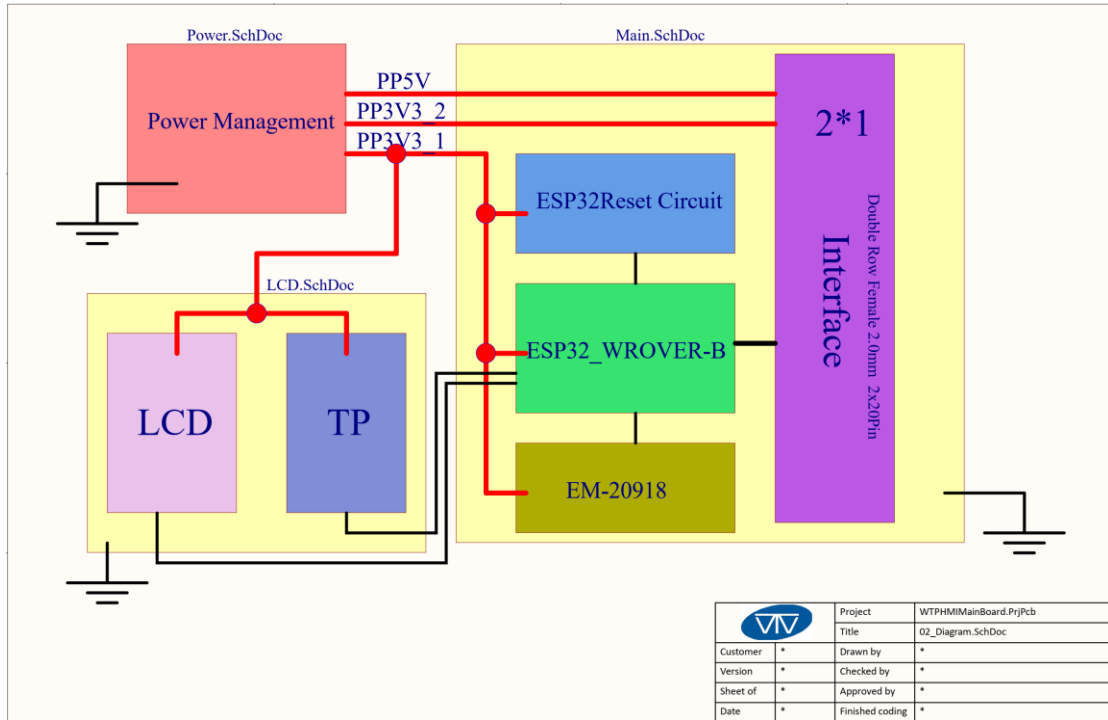 Power.SchDoc
Main.SchDoc
Power Management
PP5V
PP3V3_2
PP3V3_1
2*1
Interface
Double Row Female 2.0mm 2x20Pin
ESP32Reset Circuit
LCD.SchDoc
LCD
TP
ESP32_WROVER-B
EM-20918
VTV
Project WTPHMIMainBoard.PrjPcb
Title 02_Diagram.SchDoc
Customer * Drawn by *
Version * Checked by *
Sheet of * Approved by *
Date * Finished coding *